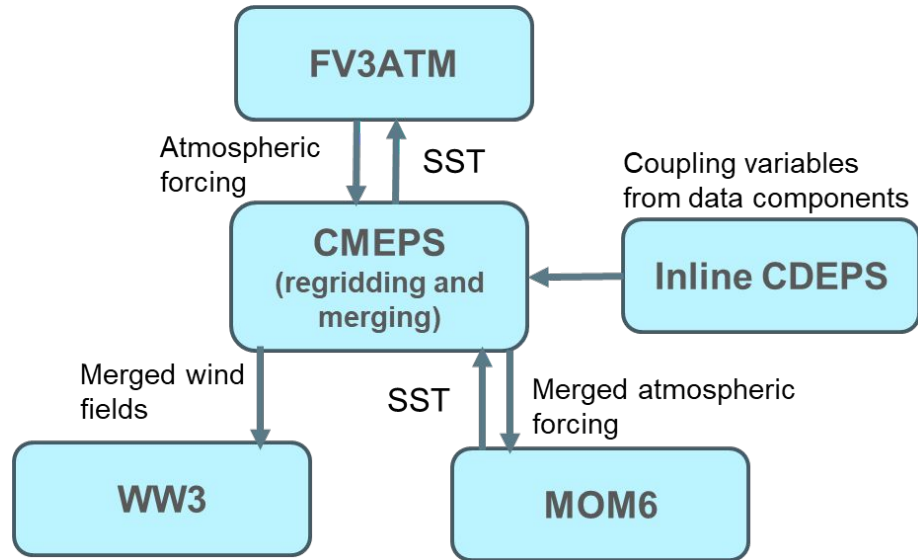 FV3ATM
Atmospheric
forcing
SST
Coupling variables
from data components
CMEPS
(regridding and
merging)
Inline CDEPS
Merged wind
fields
SST
Merged atmospheric
forcing
WW3
MOM6